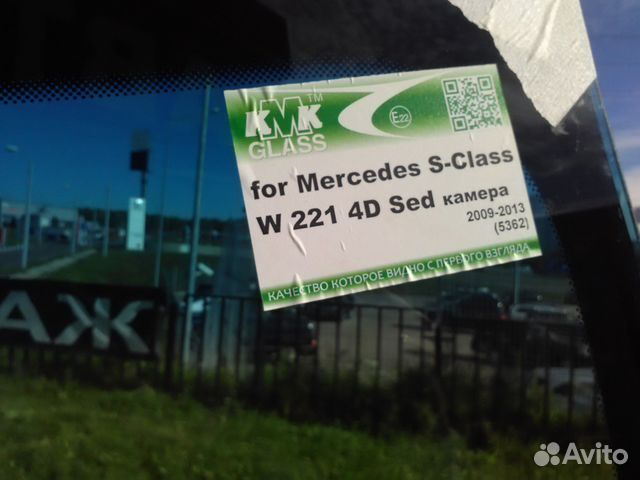 KMK TM
GLASS
E22
for Mercedes S-Class
W 221 4D Sed камера
2009-2013
(5362)
КАЧЕСТВО КОТОРОЕ ВИДНО С ПЕРВОГО ВЗГЛЯДА
АЖ
Avito